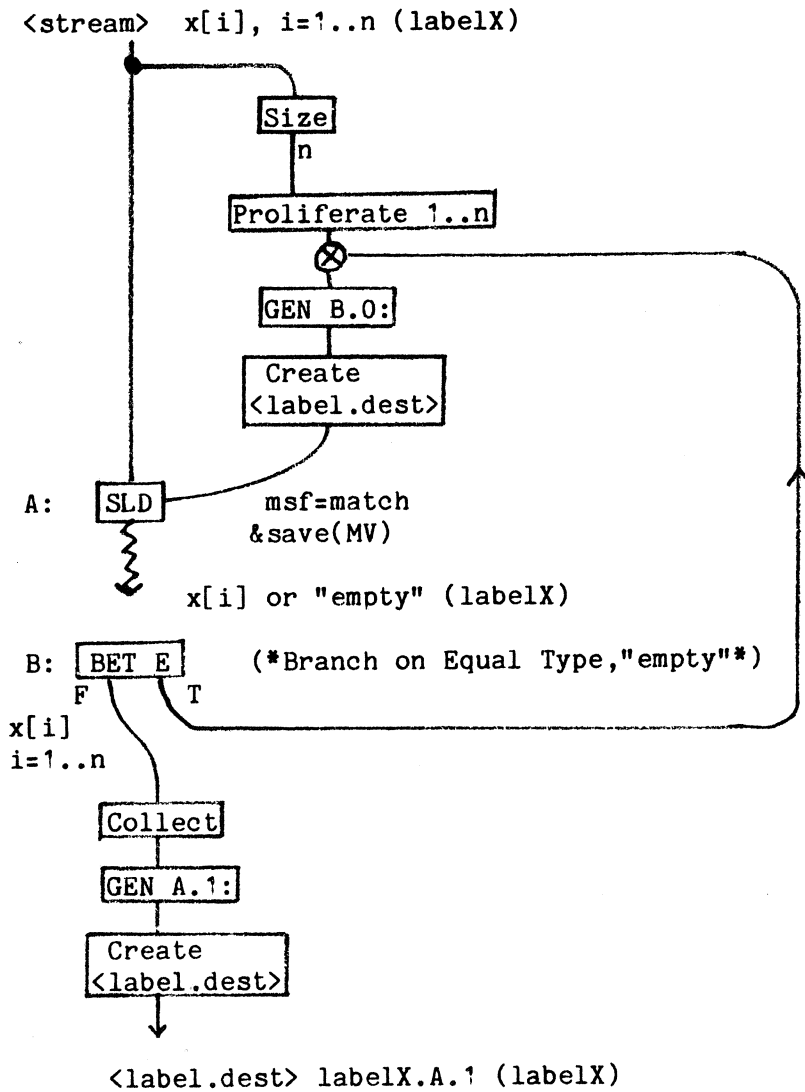 <stream> x[i], i=1..n (labelX)
Size
n
Proliferate 1..n
GEN B.0:
Create
<label.dest>
A: SLD msf=match
&save(MV)
x[i] or "empty" (labelX)
B: BET E (*Branch on Equal Type,"empty"*)
F T
x[i]
i=1..n
Collect
GEN A.1:
Create
<label.dest>
<label.dest> labelX.A.1 (labelX)